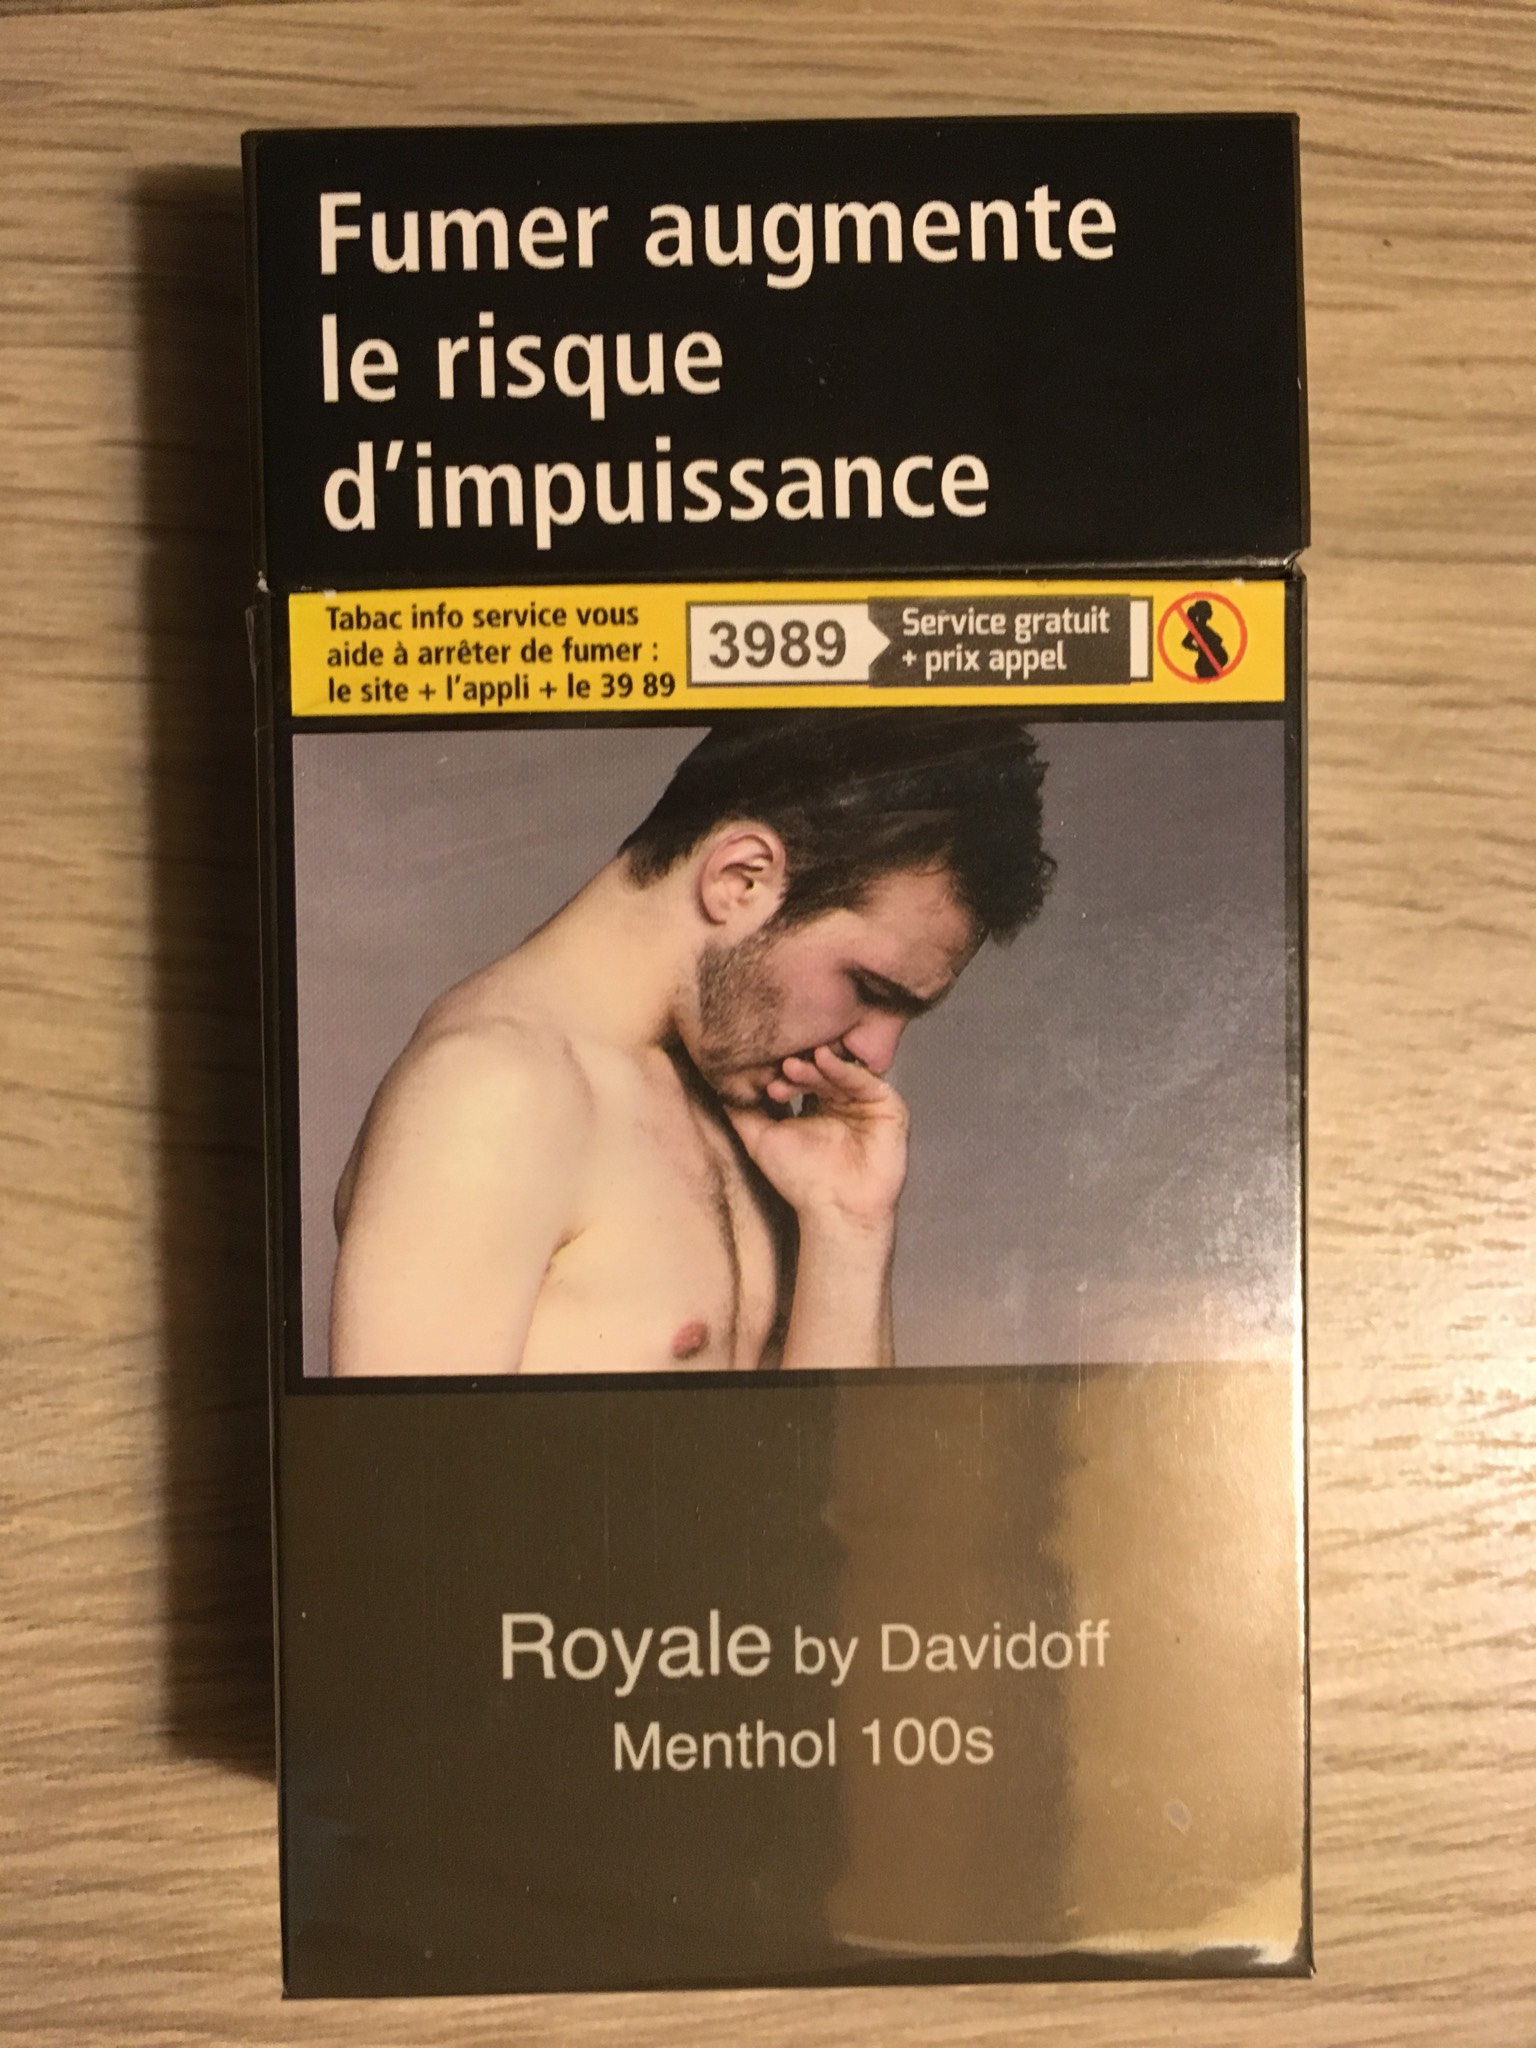 Fumer augmente
le risque
d'impuissance
Tabac info service vous
aide à arrêter de fumer :
le site + l'appli + le 39 89
3989
Service gratuit
+ prix appel
Royale by Davidoff
Menthol 100s